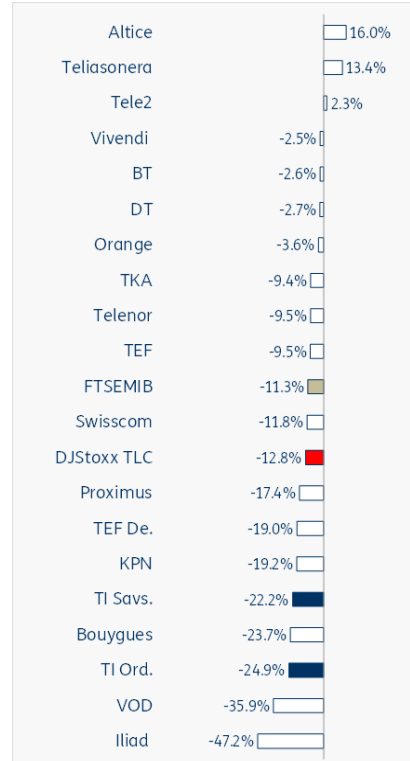 Altice 16.0%
Teliasonera 13.4%
Tele2 2.3%
Vivendi -2.5%
BT -2.6%
DT -2.7%
Orange -3.6%
TKA -9.4%
Telenor -9.5%
TEF -9.5%
FTSEMIB -11.3%
Swisscom -11.8%
DJStoxx TLC -12.8%
Proximus -17.4%
TEF De. -19.0%
KPN -19.2%
TI Savs. -22.2%
Bouygues -23.7%
TI Ord. -24.9%
VOD -35.9%
Iliad -47.2%